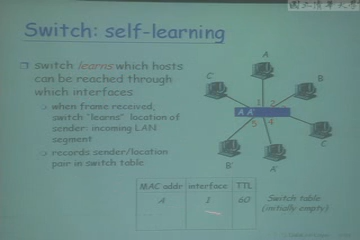 Switch: self-learning
switch learns which hosts
can be reached through
which interfaces
when frame received,
switch "learns" location of
sender: incoming LAN
segment
records sender/location
pair in switch table
A
C'
B
1
2
A A'
5
4
C
B'
A'
MAC addr interface TTL
A 1 60
Switch table
(initially empty)